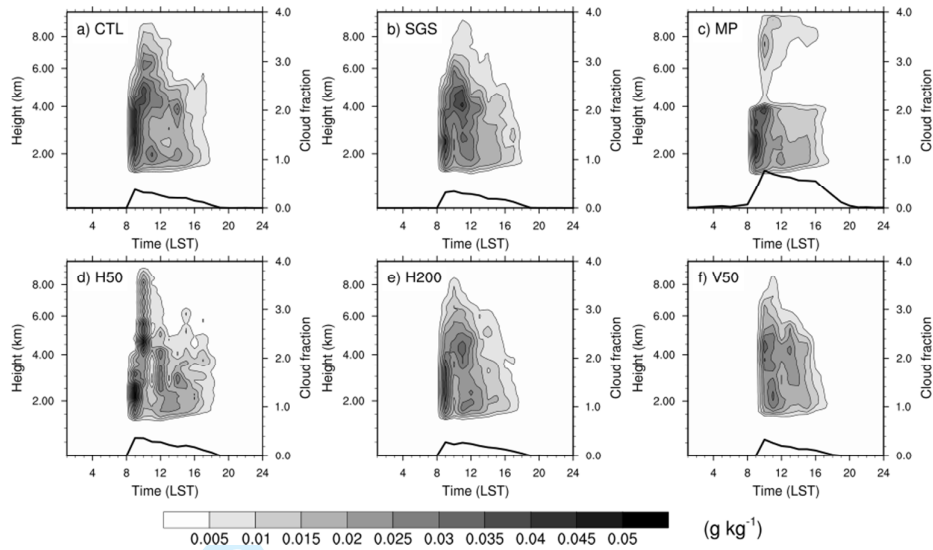 a) CTL
b) SGS
c) MP
Height (km)
8.00
6.00
4.00
2.00
4.0
3.0
2.0
1.0
0.0
Cloud fraction
Height (km)
8.00
6.00
4.00
2.00
4.0
3.0
2.0
1.0
0.0
Cloud fraction
Height (km)
8.00
6.00
4.00
2.00
4.0
3.0
2.0
1.0
0.0
Cloud fraction
4 8 12 16 20 24
4 8 12 16 20 24
4 8 12 16 20 24
Time (LST)
Time (LST)
Time (LST)
d) H50
e) H200
f) V50
Height (km)
8.00
6.00
4.00
2.00
4.0
3.0
2.0
1.0
0.0
Cloud fraction
Height (km)
8.00
6.00
4.00
2.00
4.0
3.0
2.0
1.0
0.0
Cloud fraction
Height (km)
8.00
6.00
4.00
2.00
4.0
3.0
2.0
1.0
0.0
Cloud fraction
4 8 12 16 20 24
4 8 12 16 20 24
4 8 12 16 20 24
Time (LST)
Time (LST)
Time (LST)
0.005 0.01 0.015 0.02 0.025 0.03 0.035 0.04 0.045 0.05
(g kg⁻¹)